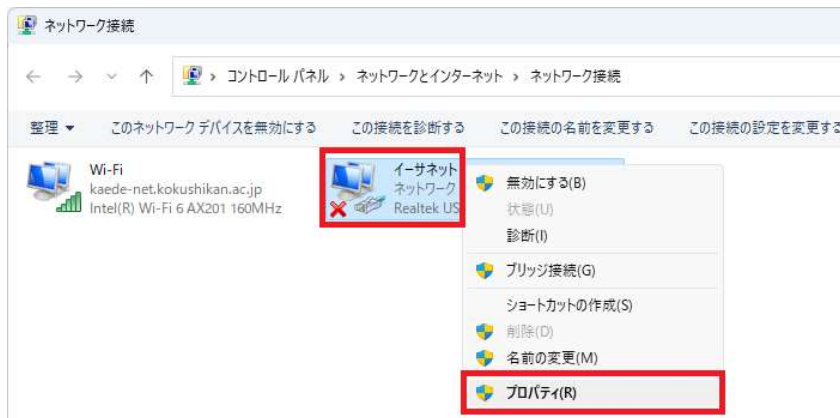 ネットワーク接続
コントロール パネル > ネットワークとインターネット > ネットワーク接続
整理 このネットワーク デバイスを無効にする この接続を診断する この接続の名前を変更する この接続の設定を変更する
Wi-Fi
kaede-net.kokushikan.ac.jp
Intel(R) Wi-Fi 6 AX201 160MHz
イーサネット
ネットワーク
Realtek US
無効にする(B)
状態(U)
診断(I)
ブリッジ接続(G)
ショートカットの作成(S)
削除(D)
名前の変更(M)
プロパティ(R)